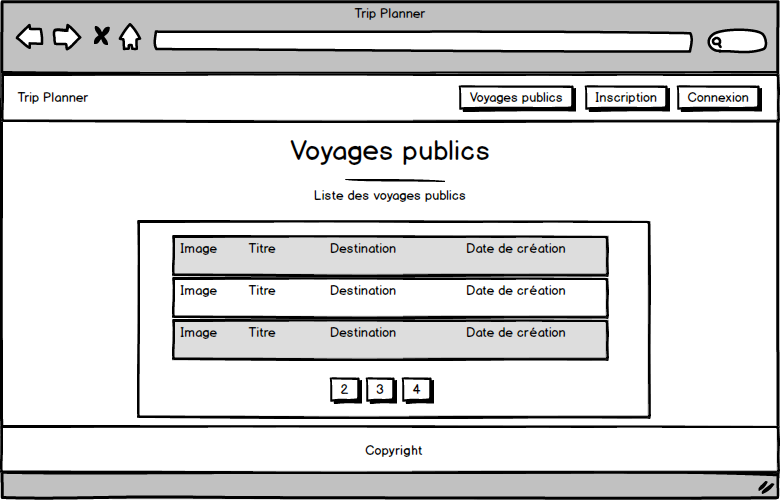 Trip Planner
Trip Planner Voyages publics Inscription Connexion
Voyages publics
Liste des voyages publics
Image Titre Destination Date de création
Image Titre Destination Date de création
Image Titre Destination Date de création
2 3 4
Copyright